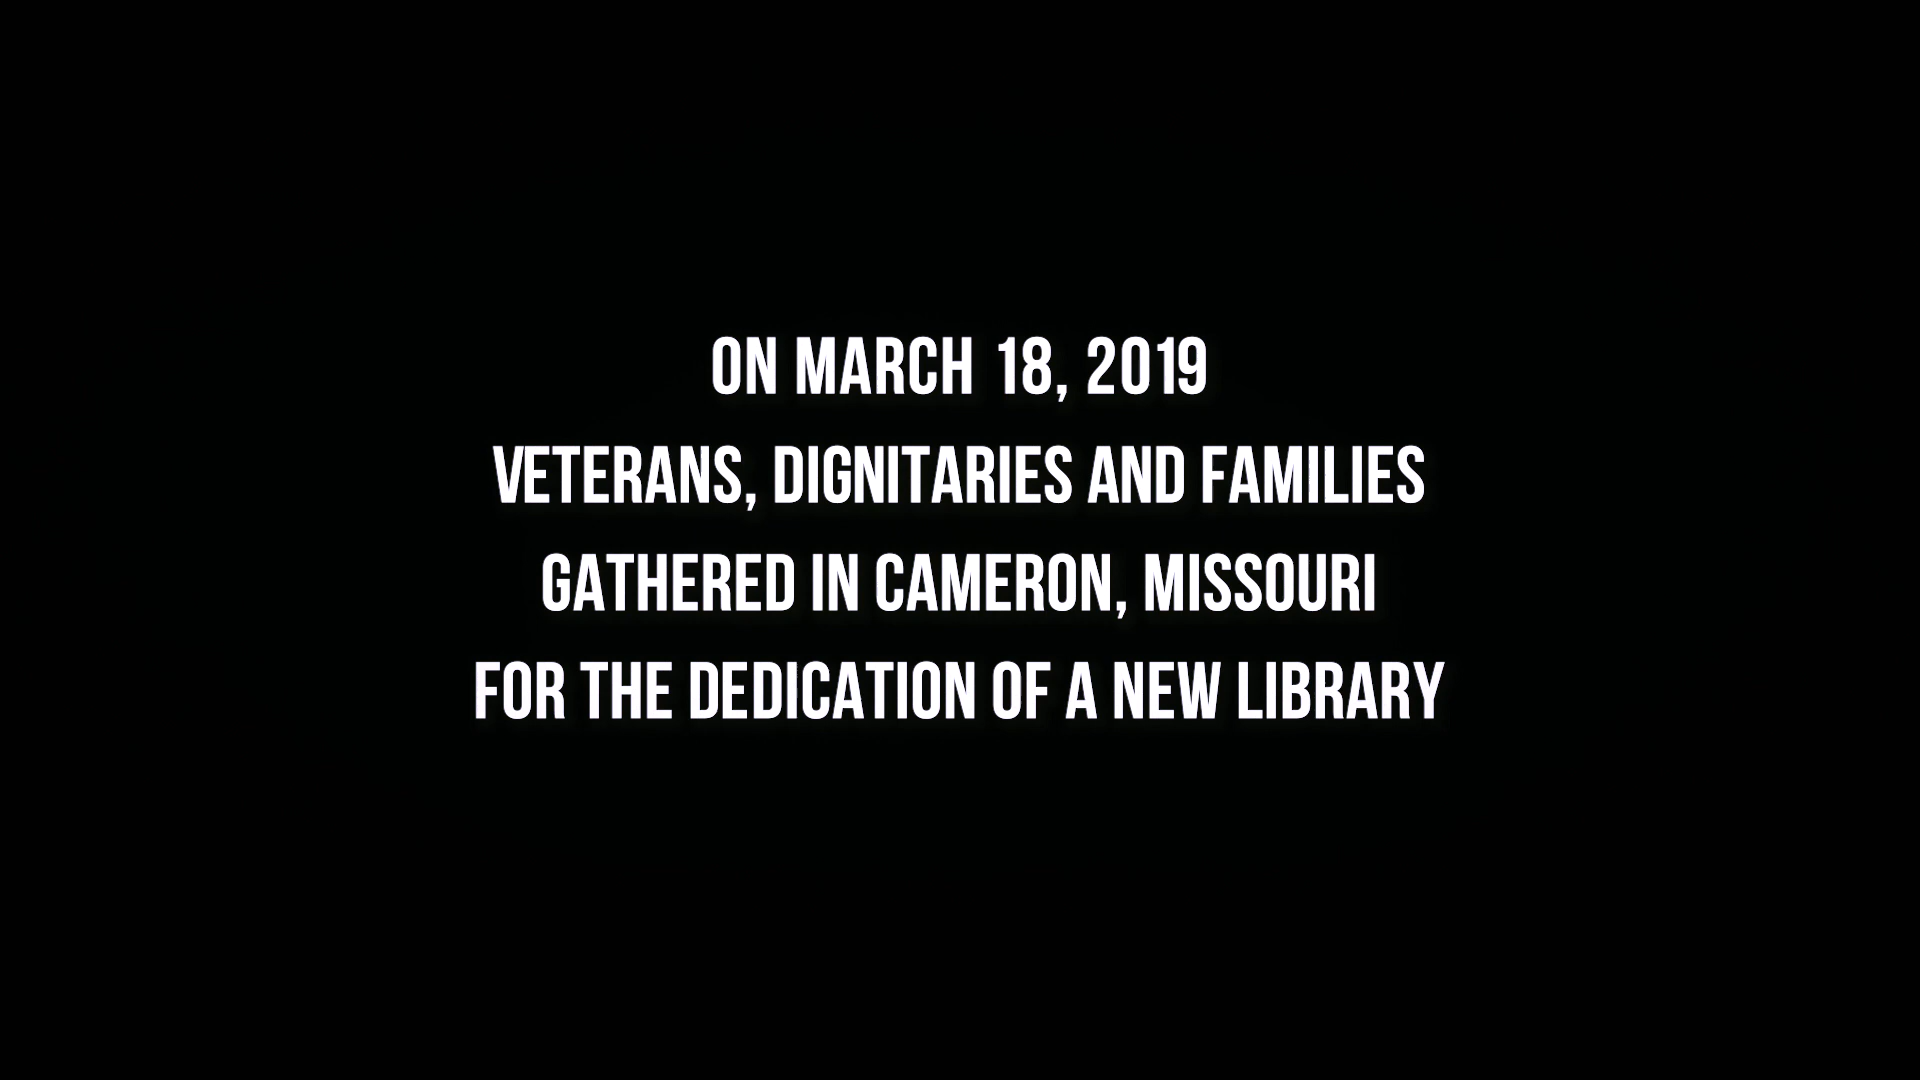 ON MARCH 18, 2019
VETERANS, DIGNITARIES AND FAMILIES
GATHERED IN CAMERON, MISSOURI
FOR THE DEDICATION OF A NEW LIBRARY